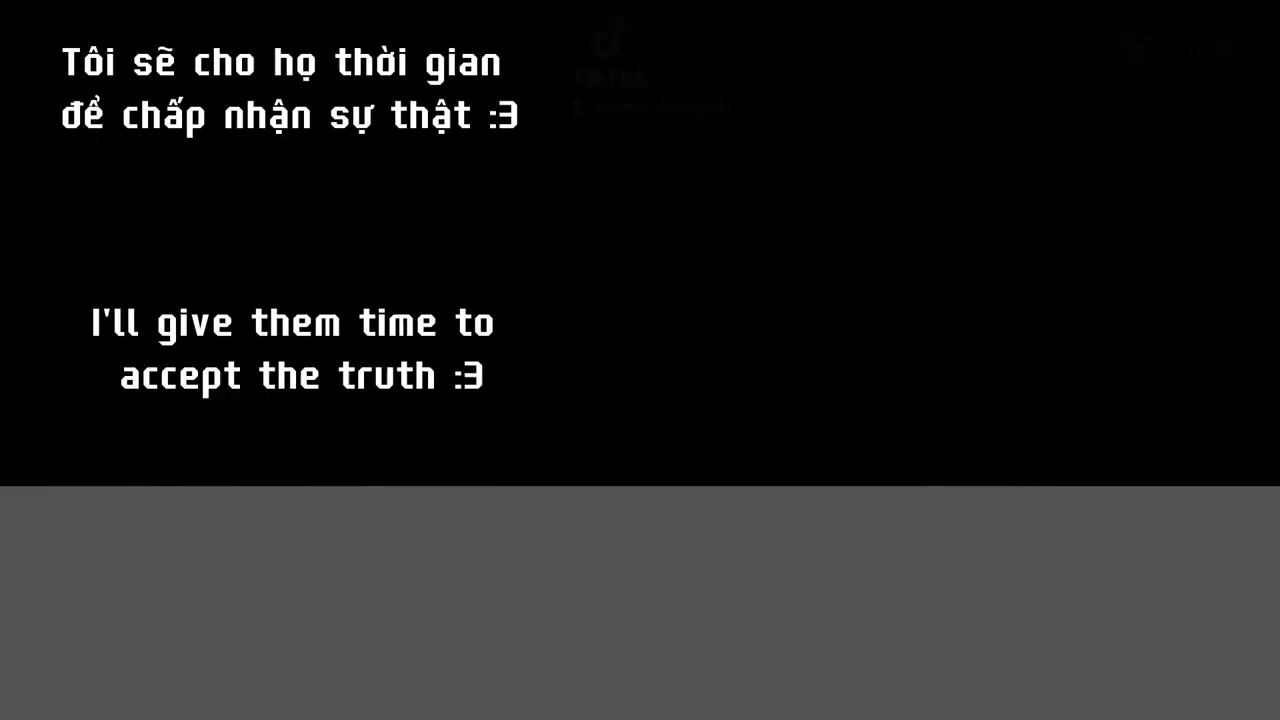 Tôi sẽ cho họ thời gian
để chấp nhận sự thật :3
I'll give them time to
accept the truth :3